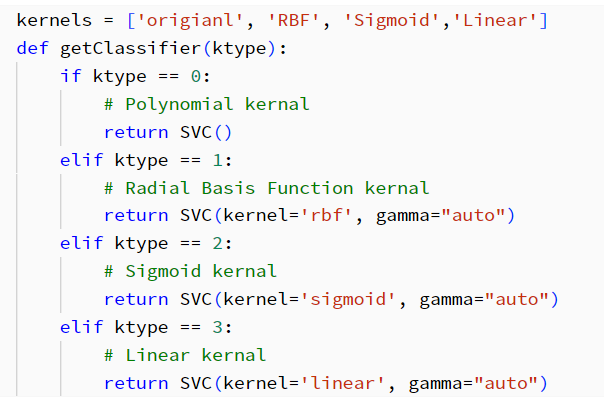 kernels = ['origianl', 'RBF', 'Sigmoid','Linear']
def getClassifier(ktype):
    if ktype == 0:
        # Polynomial kernal
        return SVC()
    elif ktype == 1:
        # Radial Basis Function kernal
        return SVC(kernel='rbf', gamma="auto")
    elif ktype == 2:
        # Sigmoid kernal
        return SVC(kernel='sigmoid', gamma="auto")
    elif ktype == 3:
        # Linear kernal
        return SVC(kernel='linear', gamma="auto")